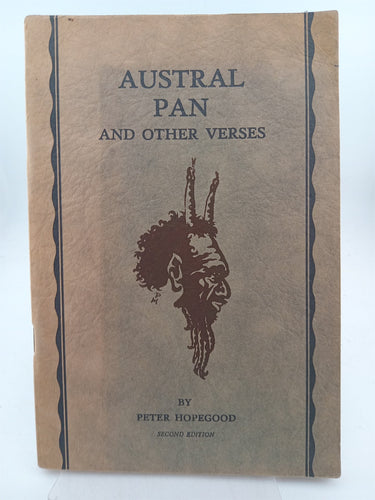 AUSTRAL
PAN
AND OTHER VERSES
BY
PETER HOPEGOOD
SECOND EDITION